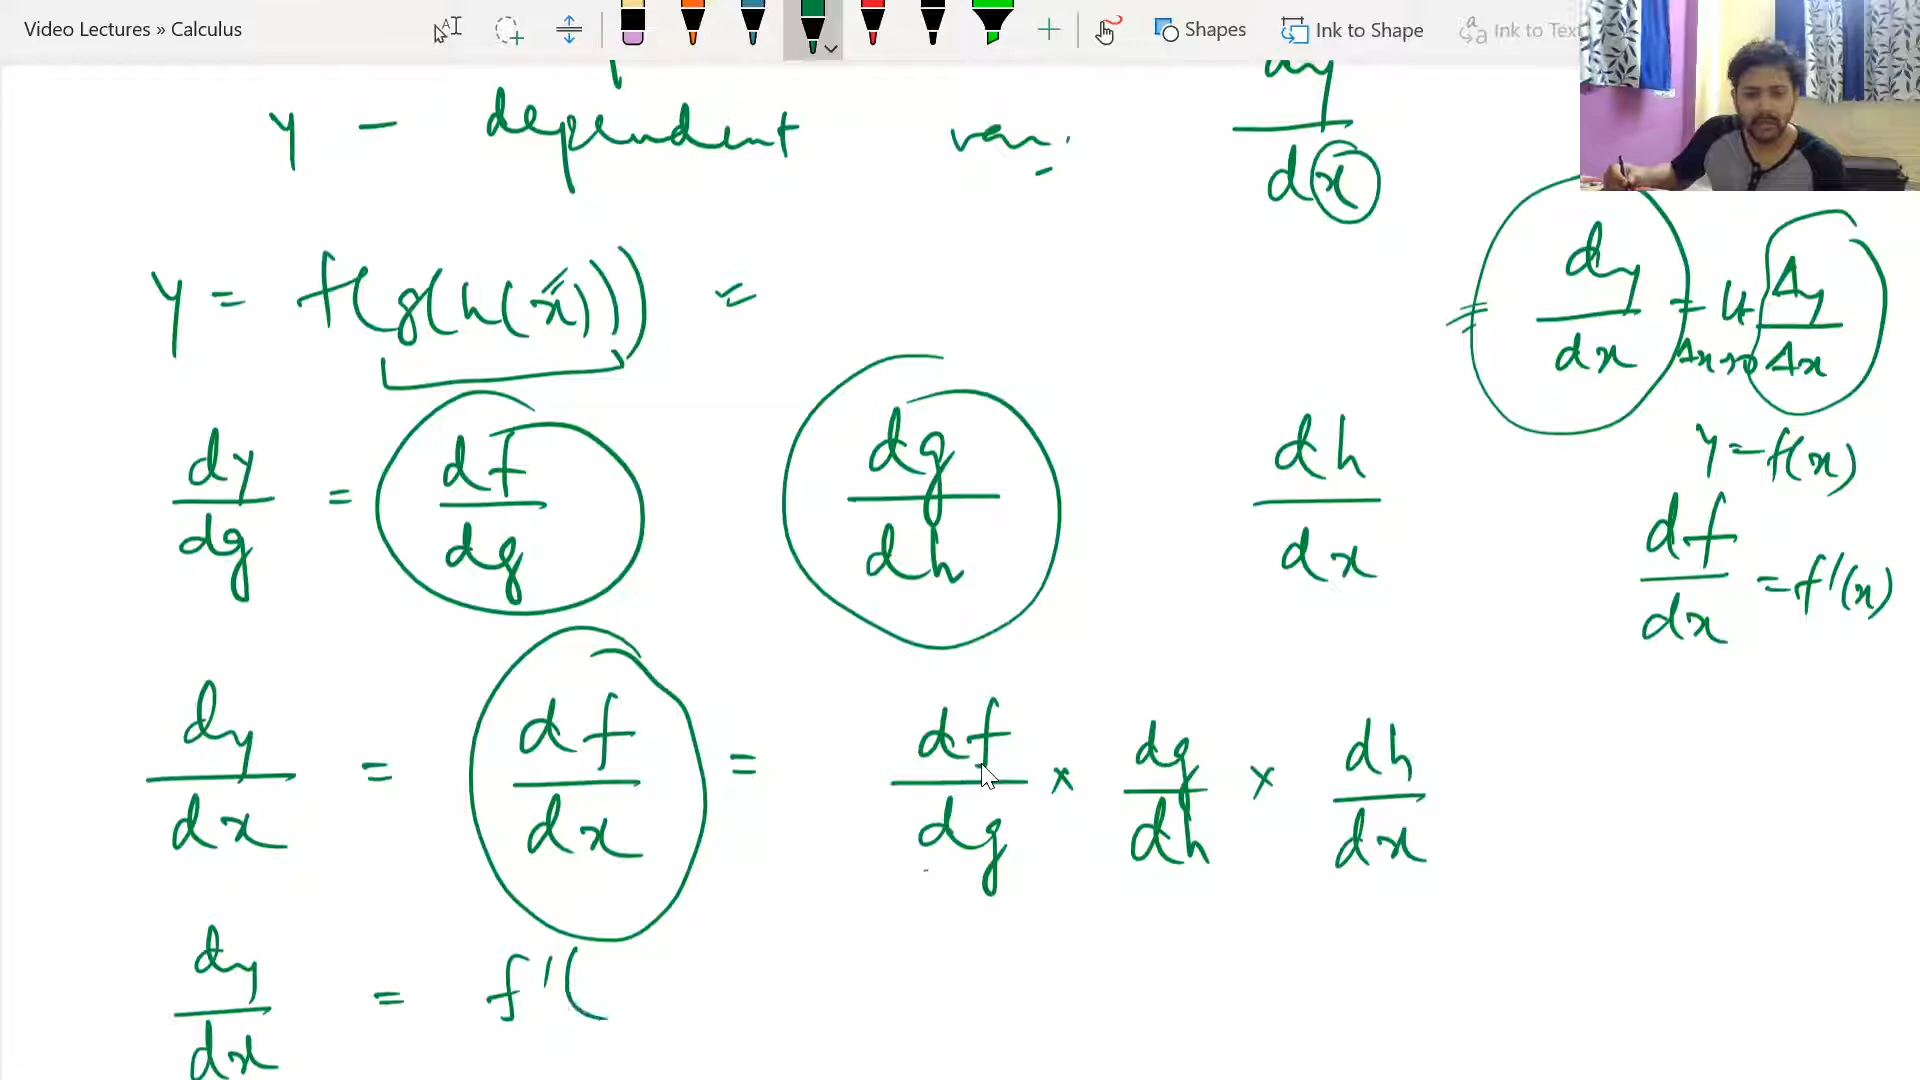 Video Lectures » Calculus
Shapes
Ink to Shape
Ink to Text
y - dependent var. dy/dx
y = f(g(h(x))) =
= dy/dx = Lt Δx→0 Δy/Δx
y = f(x)
dy/dg = df/dg dg/dh dh/dx
df/dx = f'(x)
dy/dx = df/dx = df/dg × dg/dh × dh/dx
dy/dx = f'(